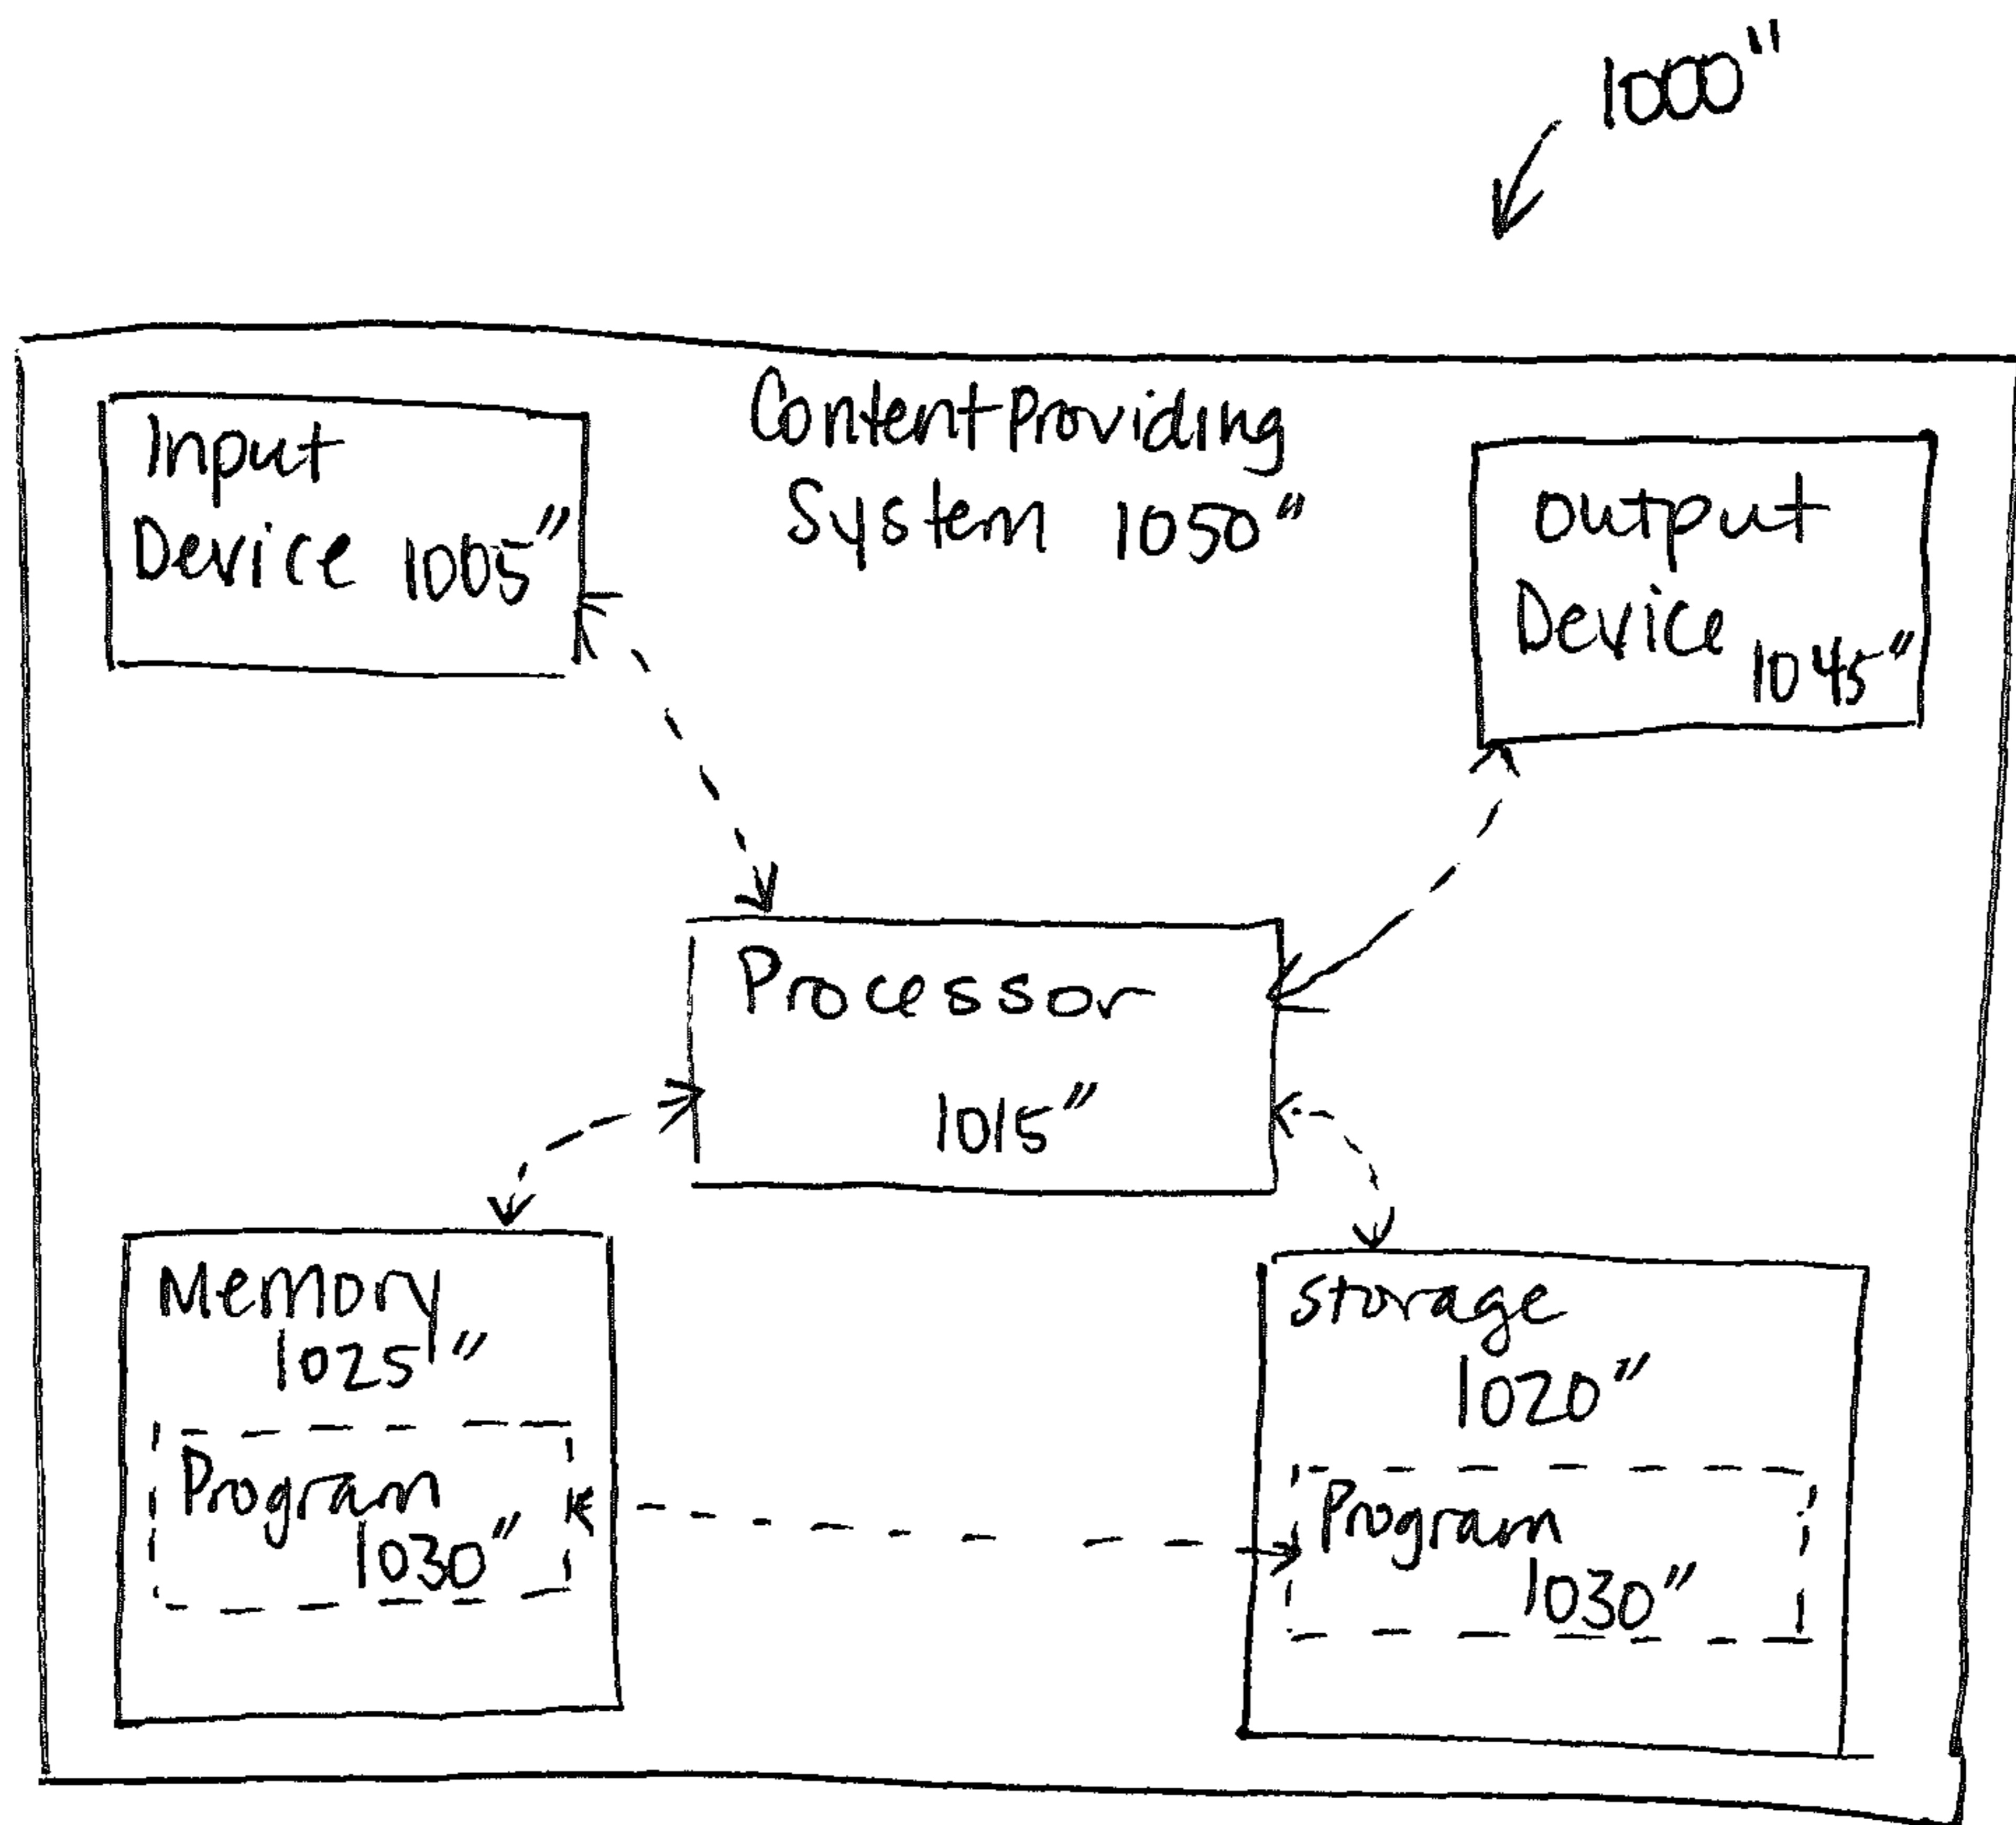 1000"
Input
Device 1005"
Content Providing
System 1050"
Output
Device
1045"
Processor
1015"
Memory
1025"
Program
1030"
Storage
1020"
Program
1030"